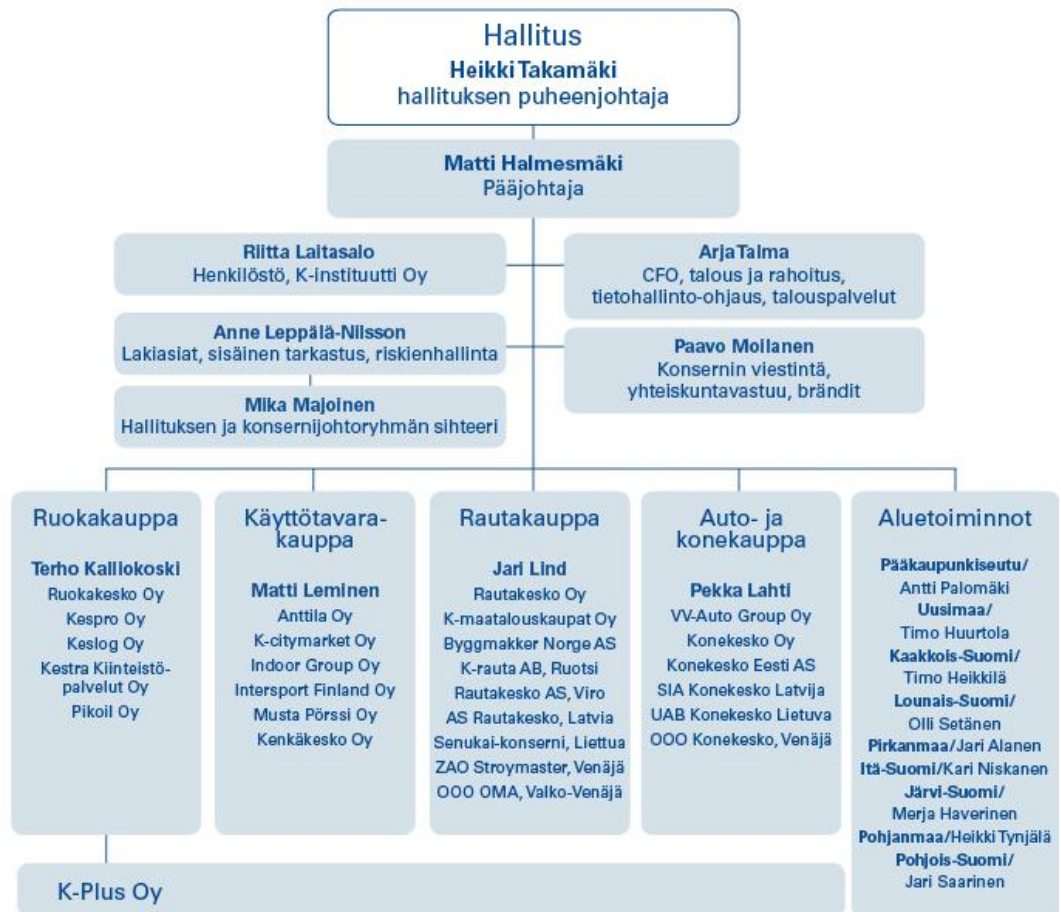 Hallitus
Heikki Takamäki
hallituksen puheenjohtaja
Matti Halmesmäki
Pääjohtaja
Riitta Laitasalo
Henkilöstö, K-instituutti Oy
Arja Talma
CFO, talous ja rahoitus,
tietohallinto-ohjaus, talouspalvelut
Anne Leppälä-Nilsson
Lakiasiat, sisäinen tarkastus, riskienhallinta
Paavo Moilanen
Konsernin viestintä,
yhteiskuntavastuu, brändit
Mika Majoinen
Hallituksen ja konsernijohtoryhmän sihteeri
Ruokakauppa
Terho Kalliokoski
Ruokakesko Oy
Kespro Oy
Keslog Oy
Kestra Kiinteistö-
palvelut Oy
Pikoil Oy
Käyttötavara-
kauppa
Matti Leminen
Anttila Oy
K-citymarket Oy
Indoor Group Oy
Intersport Finland Oy
Musta Pörssi Oy
Kenkäkesko Oy
Rautakauppa
Jari Lind
Rautakesko Oy
K-maatalouskaupat Oy
Byggmakker Norge AS
K-rauta AB, Ruotsi
Rautakesko AS, Viro
AS Rautakesko, Latvia
Senukai-konserni, Liettua
ZAO Stroymaster, Venäjä
OOO OMA, Valko-Venäjä
Auto- ja
konekauppa
Pekka Lahti
VV-Auto Group Oy
Konekesko Oy
Konekesko Eesti AS
SIA Konekesko Latvija
UAB Konekesko Lietuva
OOO Konekesko, Venäjä
Aluetoiminnot
Pääkaupunkiseutu/
Antti Palomäki
Uusimaa/
Timo Huurtola
Kaakkois-Suomi/
Timo Heikkilä
Lounais-Suomi/
Olli Setänen
Pirkanmaa/Jari Alanen
Itä-Suomi/Kari Niskanen
Järvi-Suomi/
Merja Haverinen
Pohjanmaa/Heikki Tynjälä
Pohjois-Suomi/
Jari Saarinen
K-Plus Oy